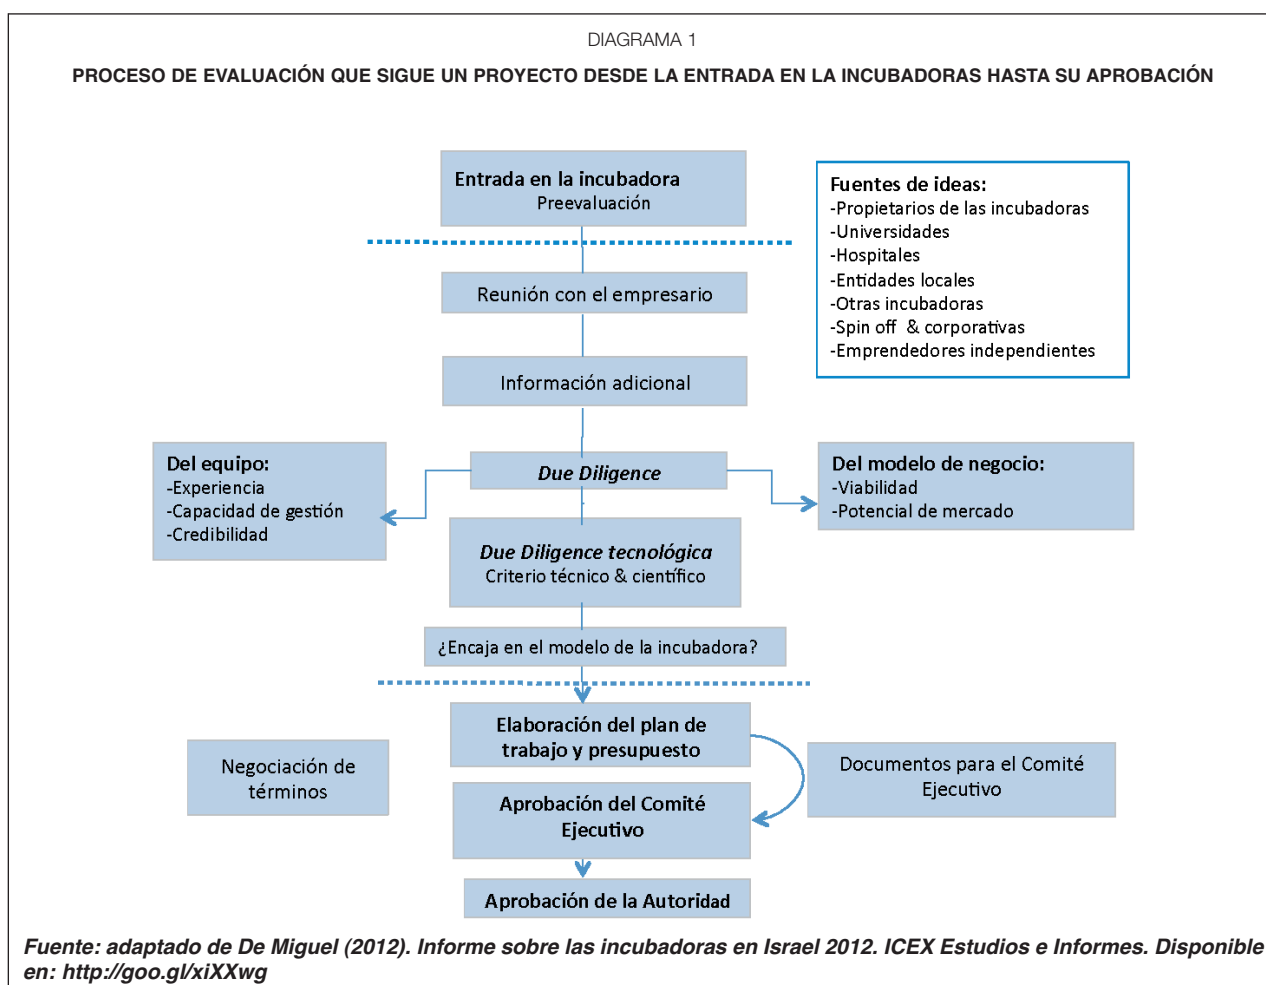 DIAGRAMA 1
PROCESO DE EVALUACIÓN QUE SIGUE UN PROYECTO DESDE LA ENTRADA EN LA INCUBADORAS HASTA SU APROBACIÓN
Entrada en la incubadora
Preevaluación
Fuentes de ideas:
-Propietarios de las incubadoras
-Universidades
-Hospitales
-Entidades locales
-Otras incubadoras
-Spin off & corporativas
-Emprendedores independientes
Reunión con el empresario
Información adicional
Del equipo:
-Experiencia
-Capacidad de gestión
-Credibilidad
Due Diligence
Del modelo de negocio:
-Viabilidad
-Potencial de mercado
Due Diligence tecnológica
Criterio técnico & científico
¿Encaja en el modelo de la incubadora?
Elaboración del plan de
trabajo y presupuesto
Negociación de
términos
Documentos para el Comité
Ejecutivo
Aprobación del Comité
Ejecutivo
Aprobación de la Autoridad
Fuente: adaptado de De Miguel (2012). Informe sobre las incubadoras en Israel 2012. ICEX Estudios e Informes. Disponible
en: http://goo.gl/xiXXwg